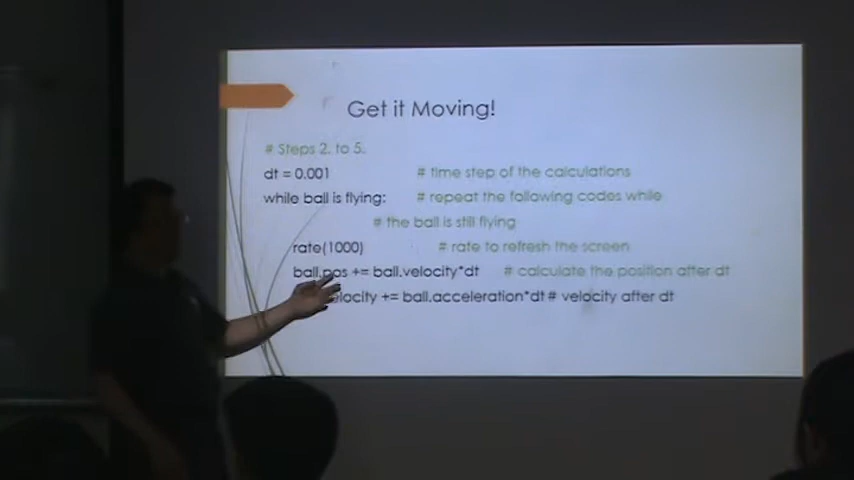 Get it Moving!
# Steps 2. to 5.
dt = 0.001 # time step of the calculations
while ball is flying: # repeat the following codes while
# the ball is still flying
rate(1000) # rate to refresh the screen
ball.pos += ball.velocity*dt # calculate the position after dt
elocity += ball.acceleration*dt # velocity after dt